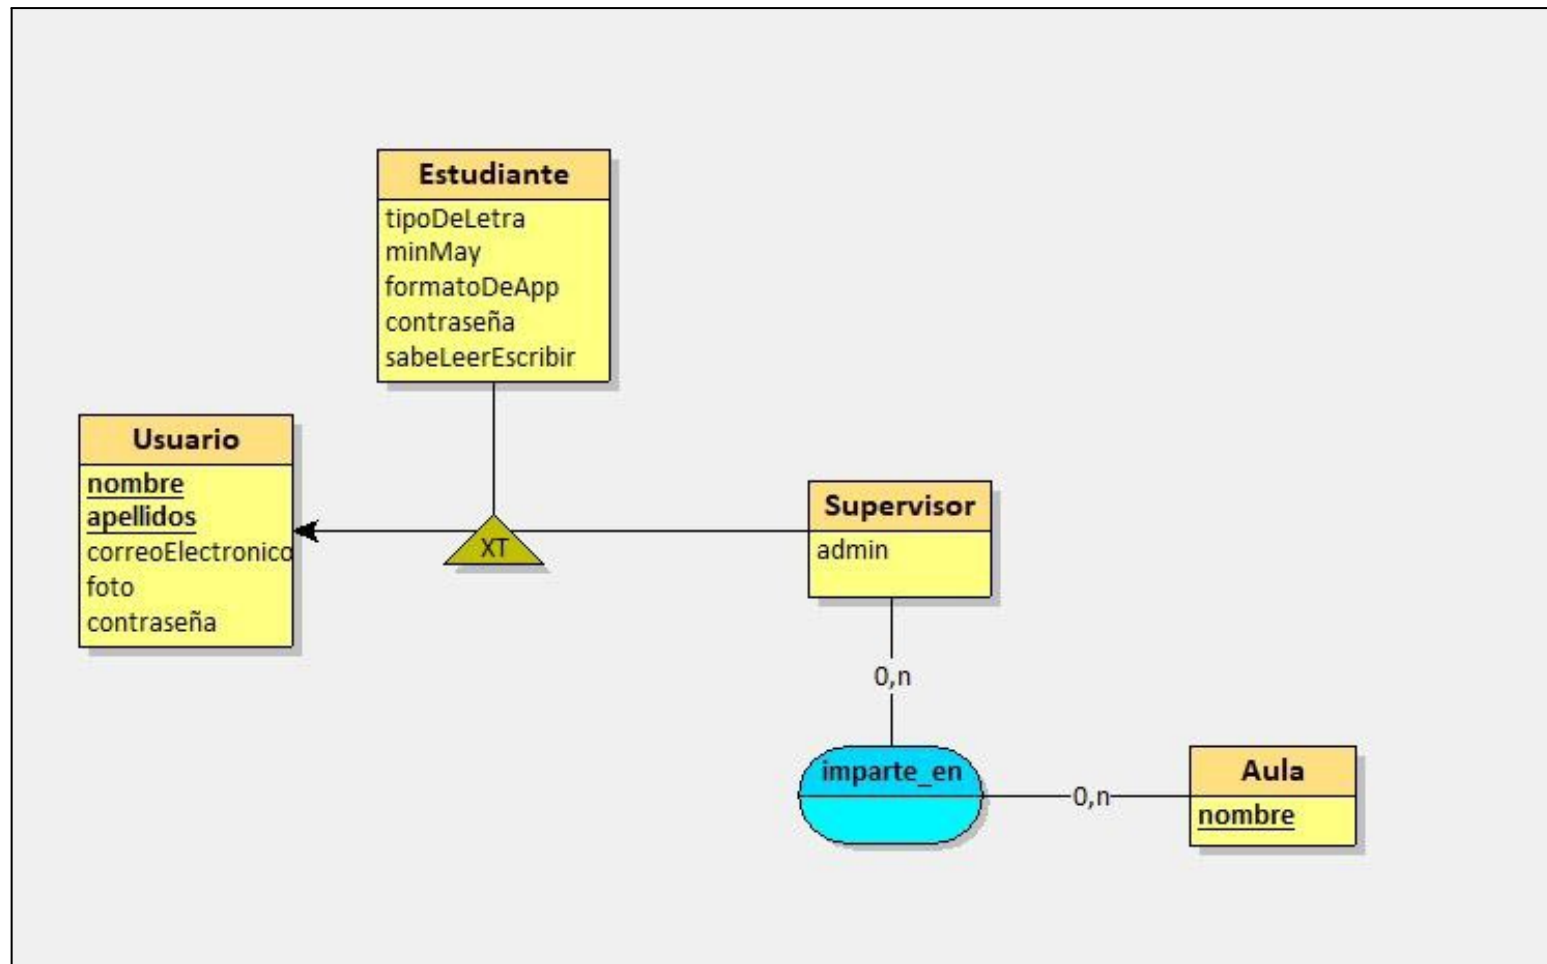 Estudiante
tipoDeLetra
minMay
formatoDeApp
contraseña
sabeLeerEscribir
Usuario
nombre
apellidos
correoElectronico
foto
contraseña
XT
Supervisor
admin
0,n
imparte_en
0,n
Aula
nombre